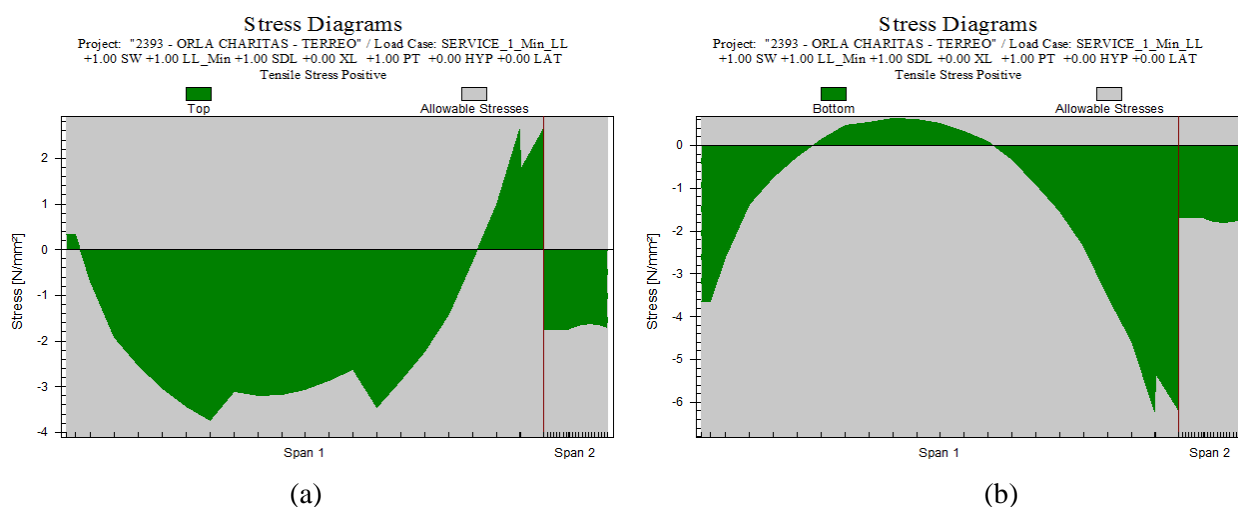 Stress Diagrams
Project: "2393 - ORLA CHARITAS - TERREO" / Load Case: SERVICE_1_Min_LL
+1.00 SW +1.00 LL_Min +1.00 SDL +0.00 XL +1.00 PT +0.00 HYP +0.00 LAT
Tensile Stress Positive
Top
Allowable Stresses
Stress [N/mm²]
2
1
0
-1
-2
-3
-4
Span 1
Span 2
(a)
Stress Diagrams
Project: "2393 - ORLA CHARITAS - TERREO" / Load Case: SERVICE_1_Min_LL
+1.00 SW +1.00 LL_Min +1.00 SDL +0.00 XL +1.00 PT +0.00 HYP +0.00 LAT
Tensile Stress Positive
Bottom
Allowable Stresses
Stress [N/mm²]
0
-1
-2
-3
-4
-5
-6
Span 1
Span 2
(b)